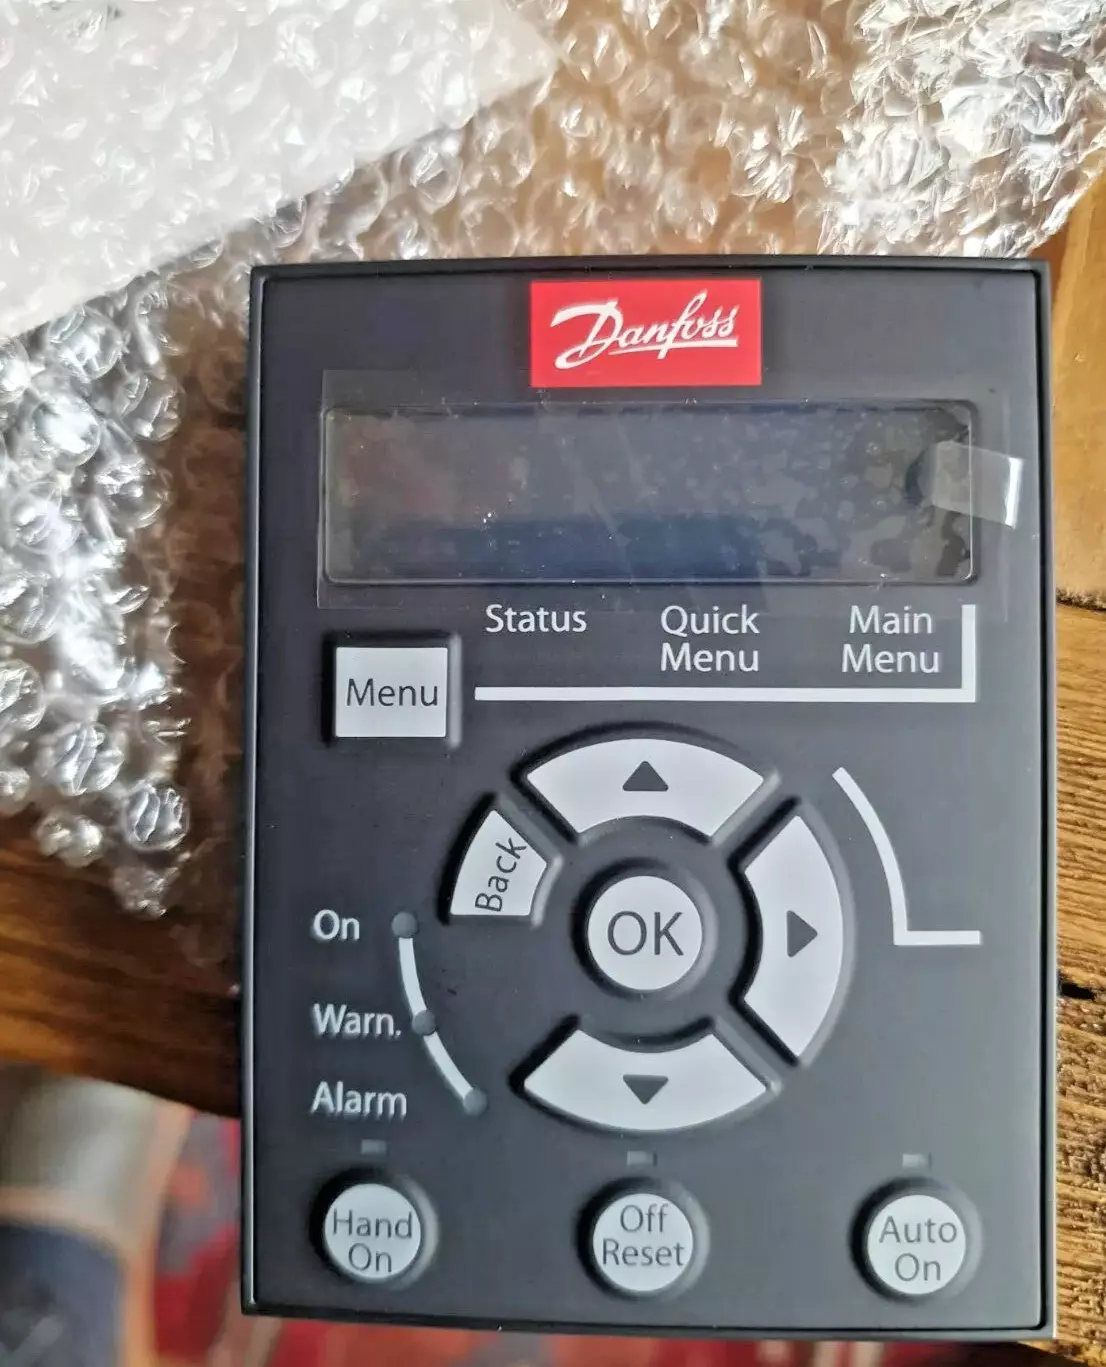 Danfoss
Status
Quick
Menu
Main
Menu
Menu
Back
OK
On
Warn.
Alarm
Hand
On
Off
Reset
Auto
On